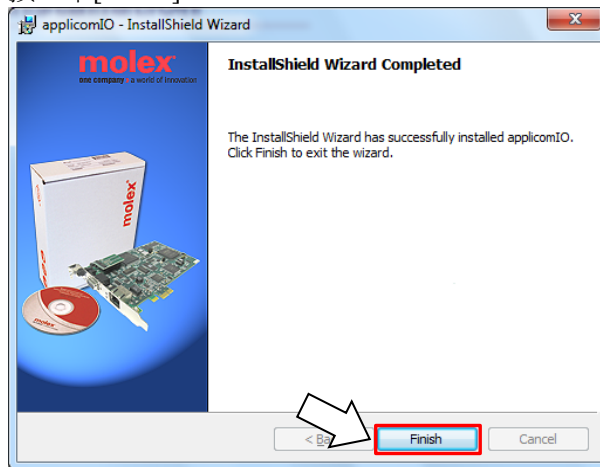 applicomIO - InstallShield Wizard
molex
one company a world of innovation
InstallShield Wizard Completed
The InstallShield Wizard has successfully installed applicomIO.
Click Finish to exit the wizard.
molex
molex
< Ba
Finish
Cancel